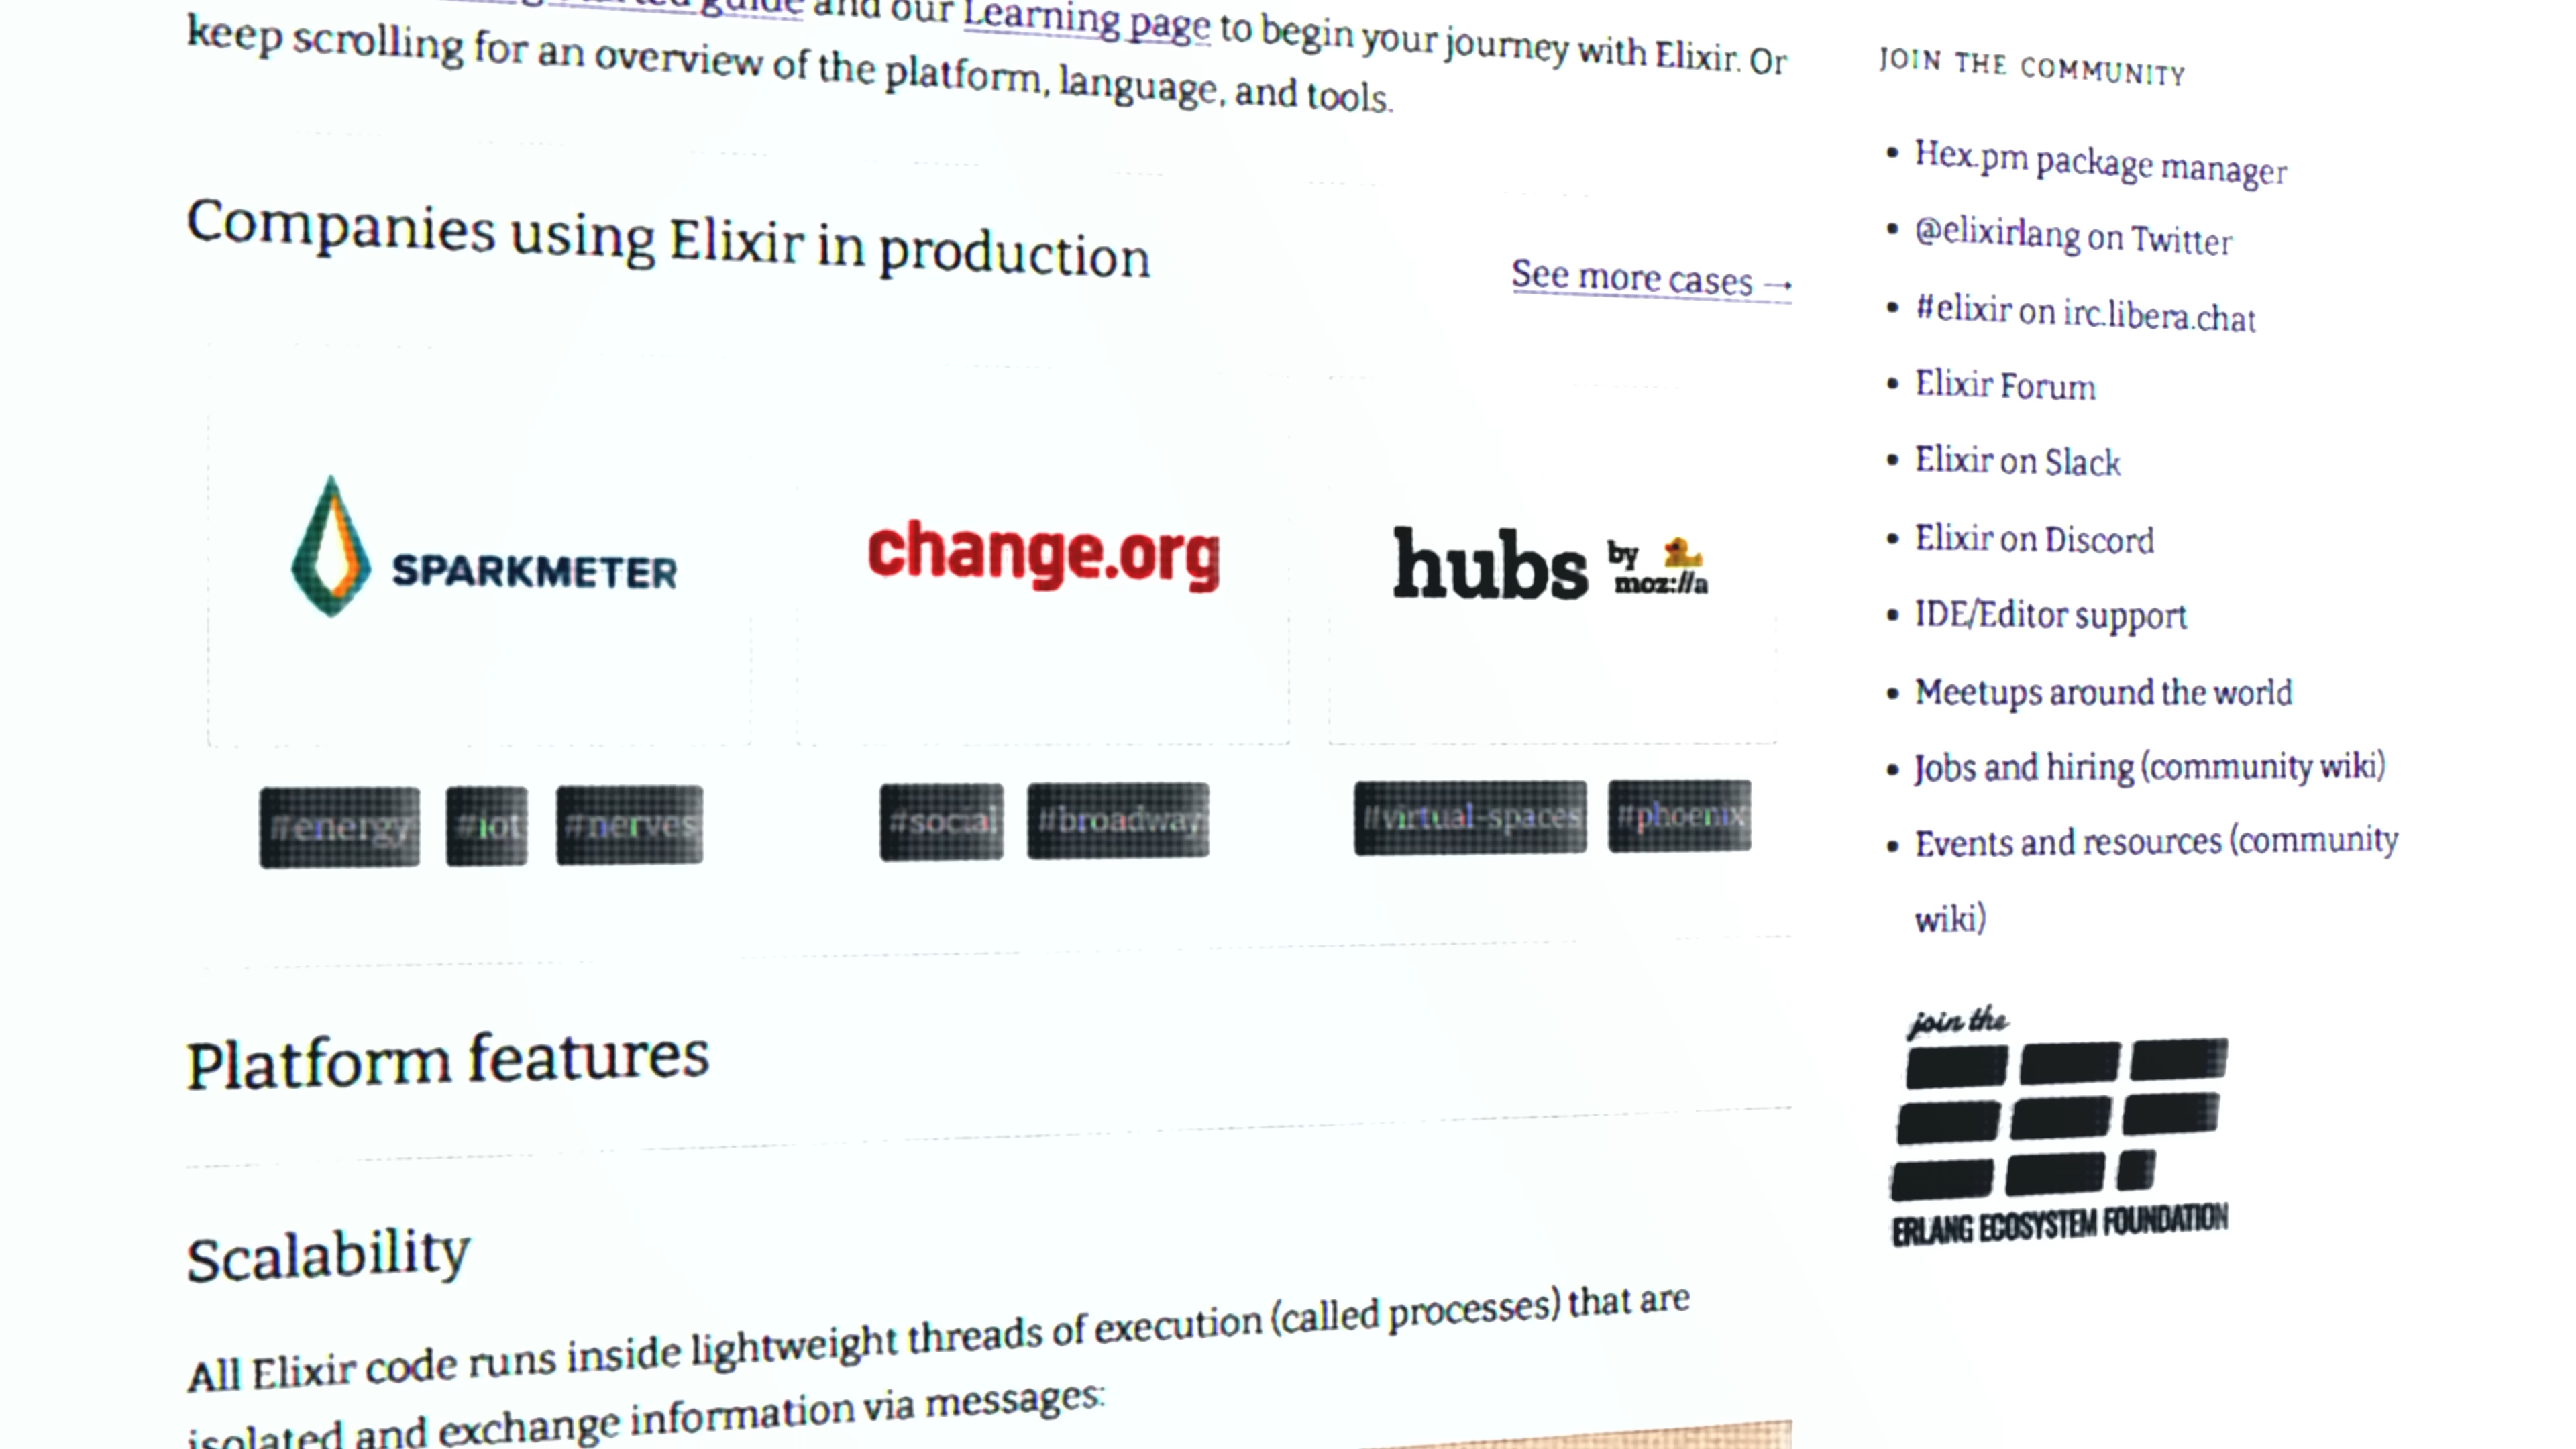 guide and our Learning page to begin your journey with Elixir. Or
keep scrolling for an overview of the platform, language, and tools.
Companies using Elixir in production
See more cases →
SPARKMETER
change.org
hubs by moz://a
#energy #iot #nerves
#social #broadway
#virtual-spaces #phoenix
Platform features
Scalability
All Elixir code runs inside lightweight threads of execution (called processes) that are
isolated and exchange information via messages:
JOIN THE COMMUNITY
• Hex.pm package manager
• @elixirlang on Twitter
• #elixir on irc.libera.chat
• Elixir Forum
• Elixir on Slack
• Elixir on Discord
• IDE/Editor support
• Meetups around the world
• Jobs and hiring (community wiki)
• Events and resources (community
wiki)
join the
ERLANG ECOSYSTEM FOUNDATION